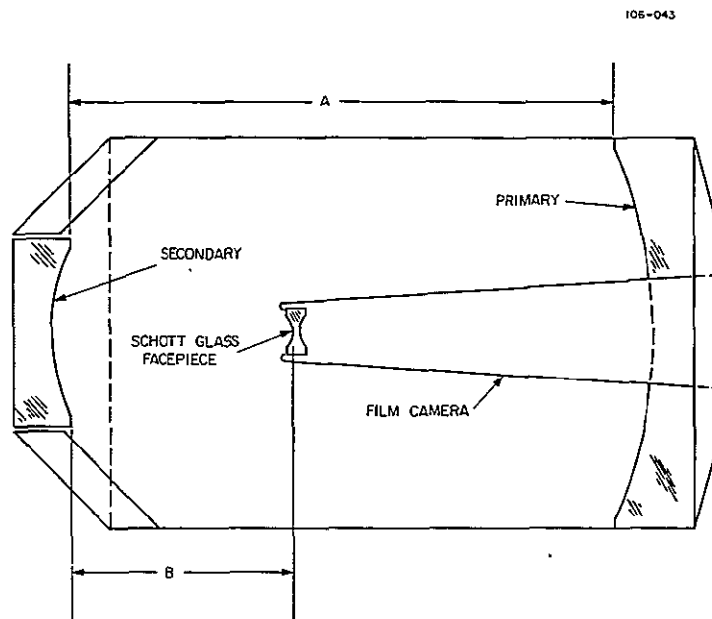 106-043
A
PRIMARY
SECONDARY
SCHOTT GLASS
FACEPIECE
FILM CAMERA
B